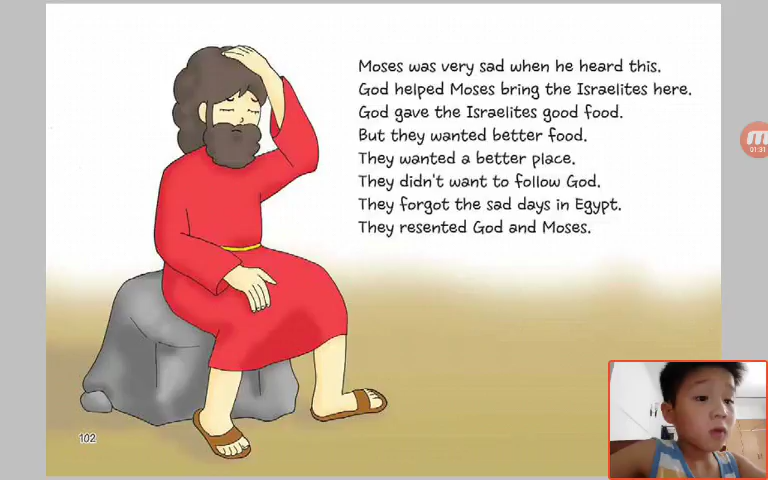 Moses was very sad when he heard this.
God helped Moses bring the Israelites here.
God gave the Israelites good food.
But they wanted better food.
They wanted a better place.
They didn't want to follow God.
They forgot the sad days in Egypt.
They resented God and Moses.
102
01:31